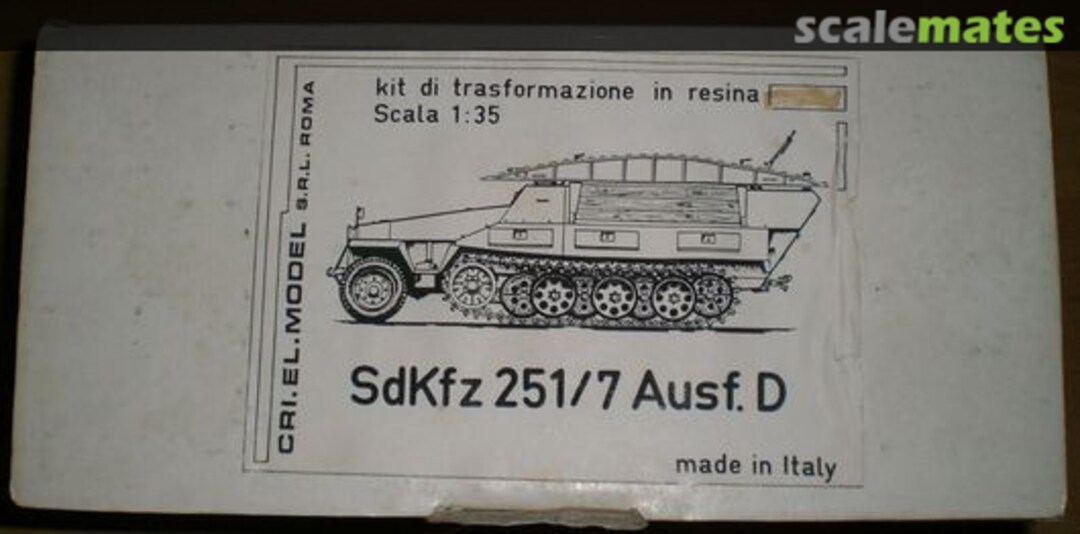 scalemates
kit di trasformazione in resina
Scala 1:35
CRI.EL.MODEL S.R.L. ROMA
SdKfz 251/7 Ausf. D
made in Italy